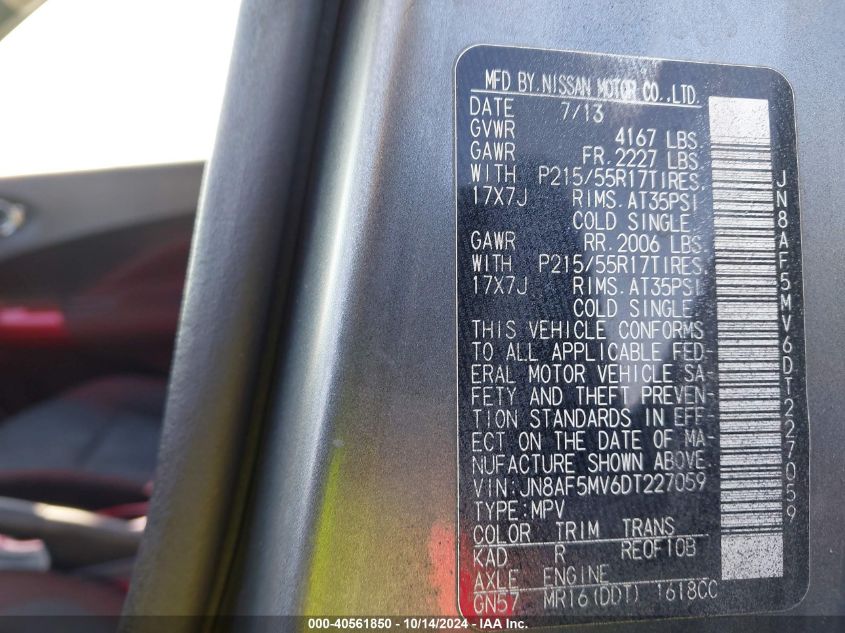 MFD BY.NISSAN MOTOR CO.,LTD.
DATE 7/13
GVWR 4167 LBS.
GAWR FR.2227 LBS.
WITH P215/55R17TIRES,
17X7J RIMS.AT35PSI
COLD SINGLE.
GAWR RR.2006 LBS.
WITH P215/55R17TIRES,
17X7J RIMS.AT35PSI
COLD SINGLE.
THIS VEHICLE CONFORMS
TO ALL APPLICABLE FED-
ERAL MOTOR VEHICLE SA-
FETY AND THEFT PREVEN-
TION STANDARDS IN EFF-
ECT ON THE DATE OF MA-
NUFACTURE SHOWN ABOVE.
VIN:JN8AF5MV6DT227059
TYPE:MPV
COLOR TRIM TRANS
KAD R RE0F10B
AXLE ENGINE
GN57 MR16(DDT) 1618CC
JN8AF5MV6DT227059
000-40561850 - 10/14/2024 - IAA Inc.